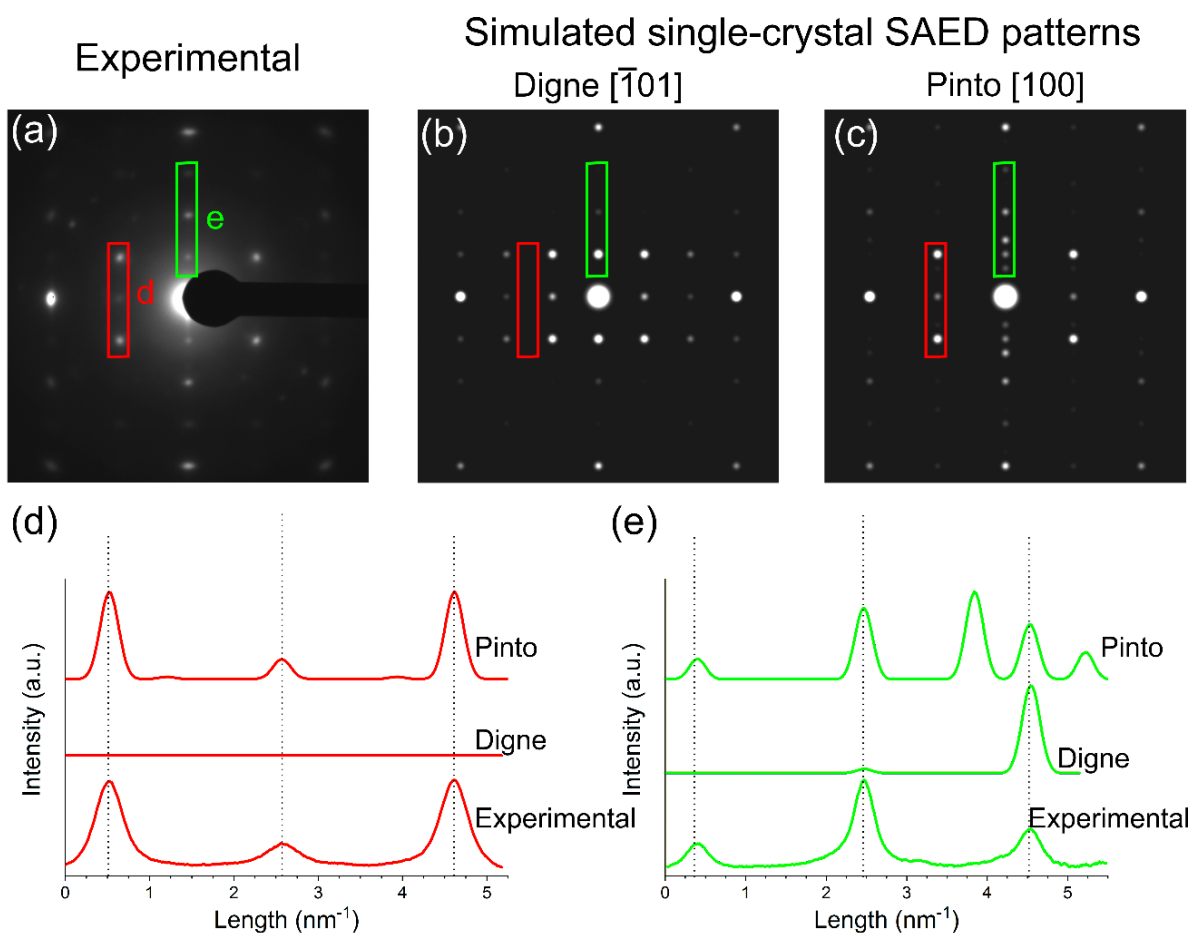 Experimental
Simulated single-crystal SAED patterns
Digne [1̅01]
Pinto [100]
(a)
(b)
(c)
e
d
(d)
(e)
Pinto
Digne
Experimental
Intensity (a.u.)
0 1 2 3 4 5
Length (nm⁻¹)
Pinto
Digne
Experimental
Intensity (a.u.)
0 1 2 3 4 5
Length (nm⁻¹)